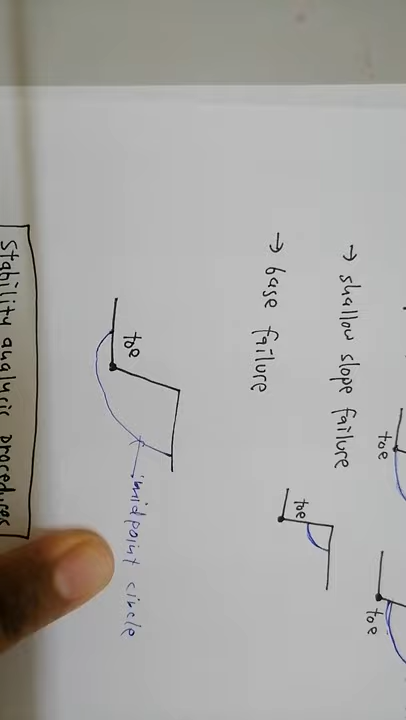 toe
toe
→ shallow slope failure
toe
→ base failure
toe
midpoint circle
Stability analysis procedures